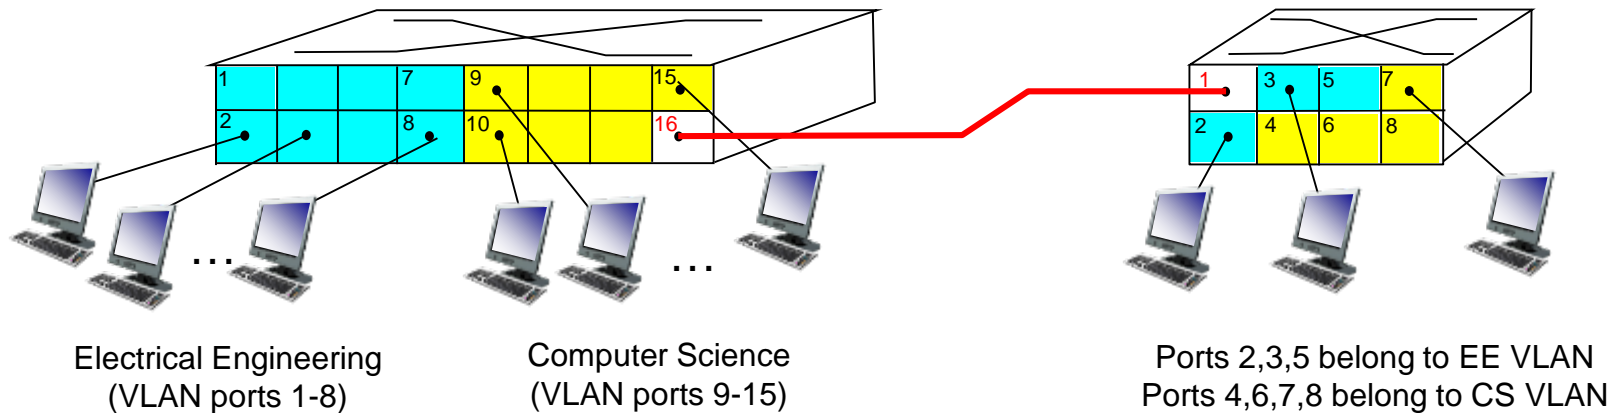 1 7 9 15
2 8 10 16
1 3 5 7
2 4 6 8
...
...
Electrical Engineering
(VLAN ports 1-8)
Computer Science
(VLAN ports 9-15)
Ports 2,3,5 belong to EE VLAN
Ports 4,6,7,8 belong to CS VLAN